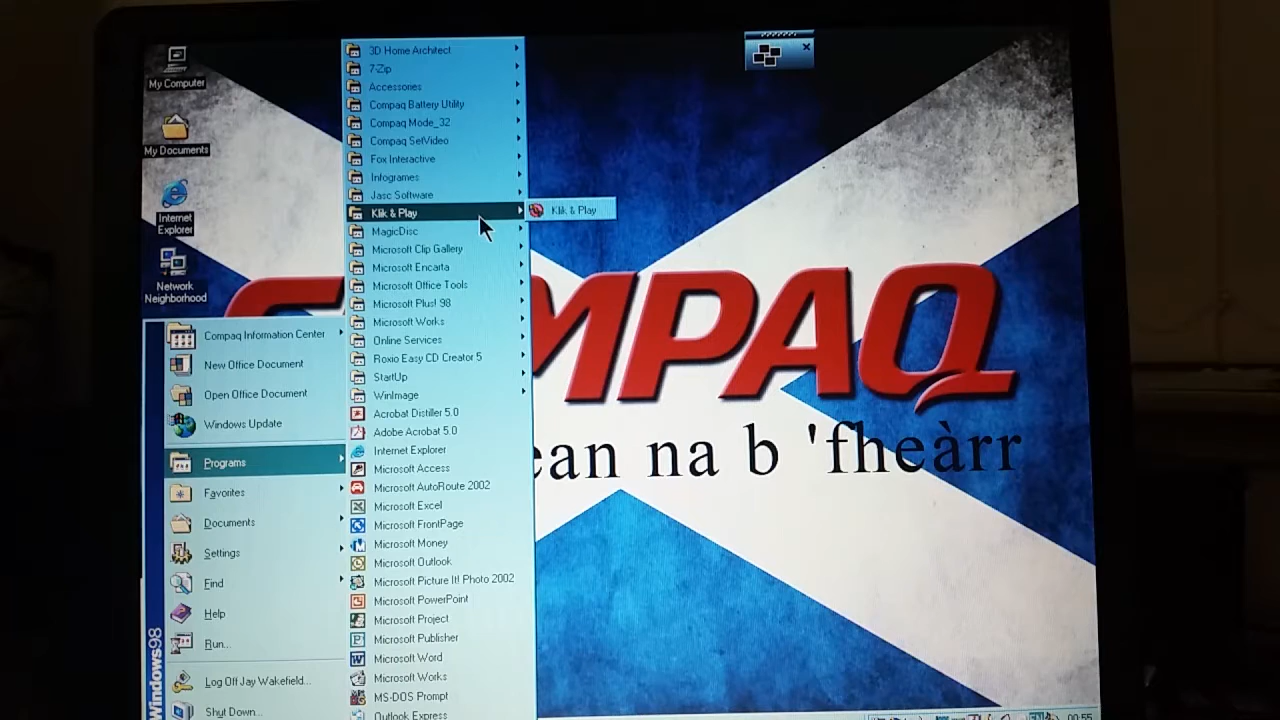 My Computer
My Documents
Internet
Explorer
Network
Neighborhood
3D Home Architect
7-Zip
Accessories
Compaq Battery Utility
Compaq Mode_32
Compaq SetVideo
Fox Interactive
Infogrames
Jasc Software
Klik & Play
Klik & Play
MagicDisc
Microsoft Clip Gallery
Microsoft Encarta
Microsoft Office Tools
Microsoft Plus! 98
Microsoft Works
Online Services
Roxio Easy CD Creator 5
StartUp
WinImage
Acrobat Distiller 5.0
Adobe Acrobat 5.0
Internet Explorer
Microsoft Access
Microsoft AutoRoute 2002
Microsoft Excel
Microsoft FrontPage
Microsoft Money
Microsoft Outlook
Microsoft Picture It! Photo 2002
Microsoft PowerPoint
Microsoft Project
Microsoft Publisher
Microsoft Word
Microsoft Works
MS-DOS Prompt
Outlook Express
Compaq Information Center
New Office Document
Open Office Document
Windows Update
Programs
Favorites
Documents
Settings
Find
Help
Run...
Log Off Jay Wakefield...
Shut Down...
Windows98
MPAQ
ean na b 'fheàrr
00:55